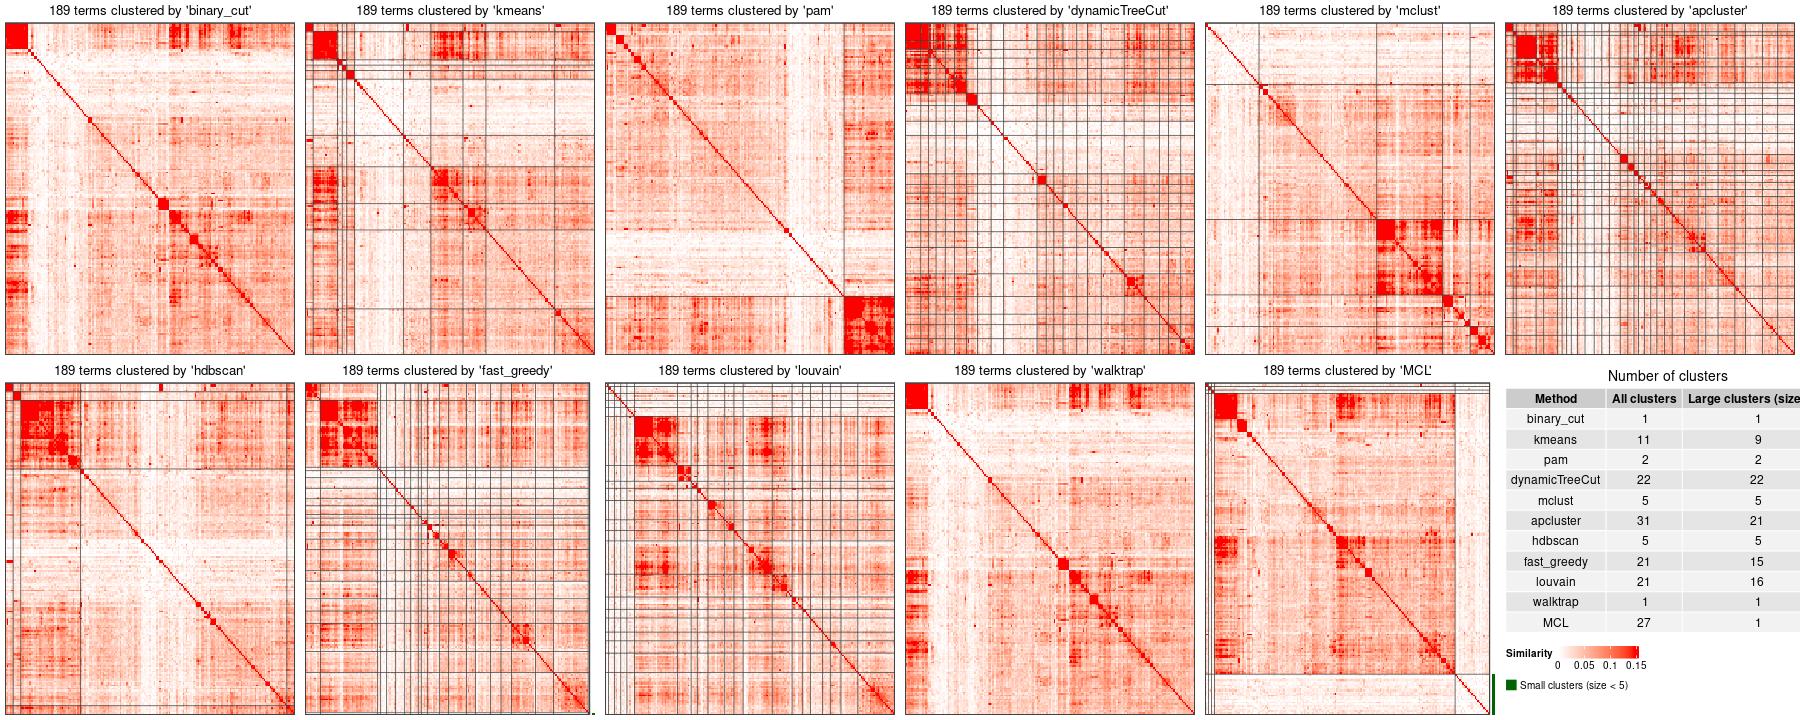 189 terms clustered by 'binary_cut'
189 terms clustered by 'kmeans'
189 terms clustered by 'pam'
189 terms clustered by 'dynamicTreeCut'
189 terms clustered by 'mclust'
189 terms clustered by 'apcluster'
189 terms clustered by 'hdbscan'
189 terms clustered by 'fast_greedy'
189 terms clustered by 'louvain'
189 terms clustered by 'walktrap'
189 terms clustered by 'MCL'
Number of clusters
Method All clusters Large clusters (size
binary_cut 1 1
kmeans 11 9
pam 2 2
dynamicTreeCut 22 22
mclust 5 5
apcluster 31 21
hdbscan 5 5
fast_greedy 21 15
louvain 21 16
walktrap 1 1
MCL 27 1
Similarity
0 0.05 0.1 0.15
Small clusters (size < 5)